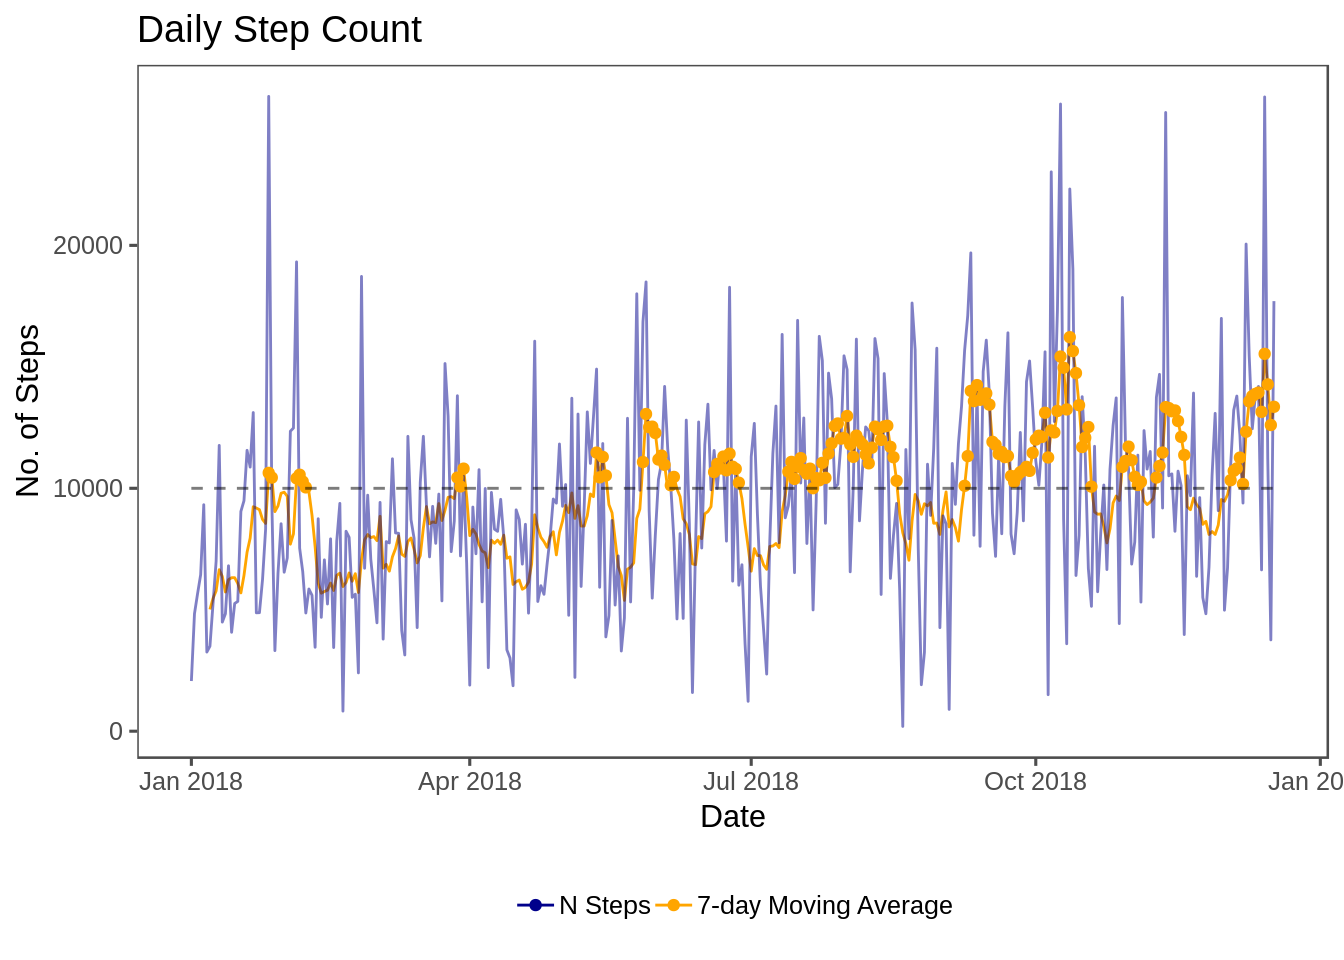 Daily Step Count
No. of Steps
20000
10000
0
Jan 2018 Apr 2018 Jul 2018 Oct 2018 Jan 20
Date
N Steps 7-day Moving Average